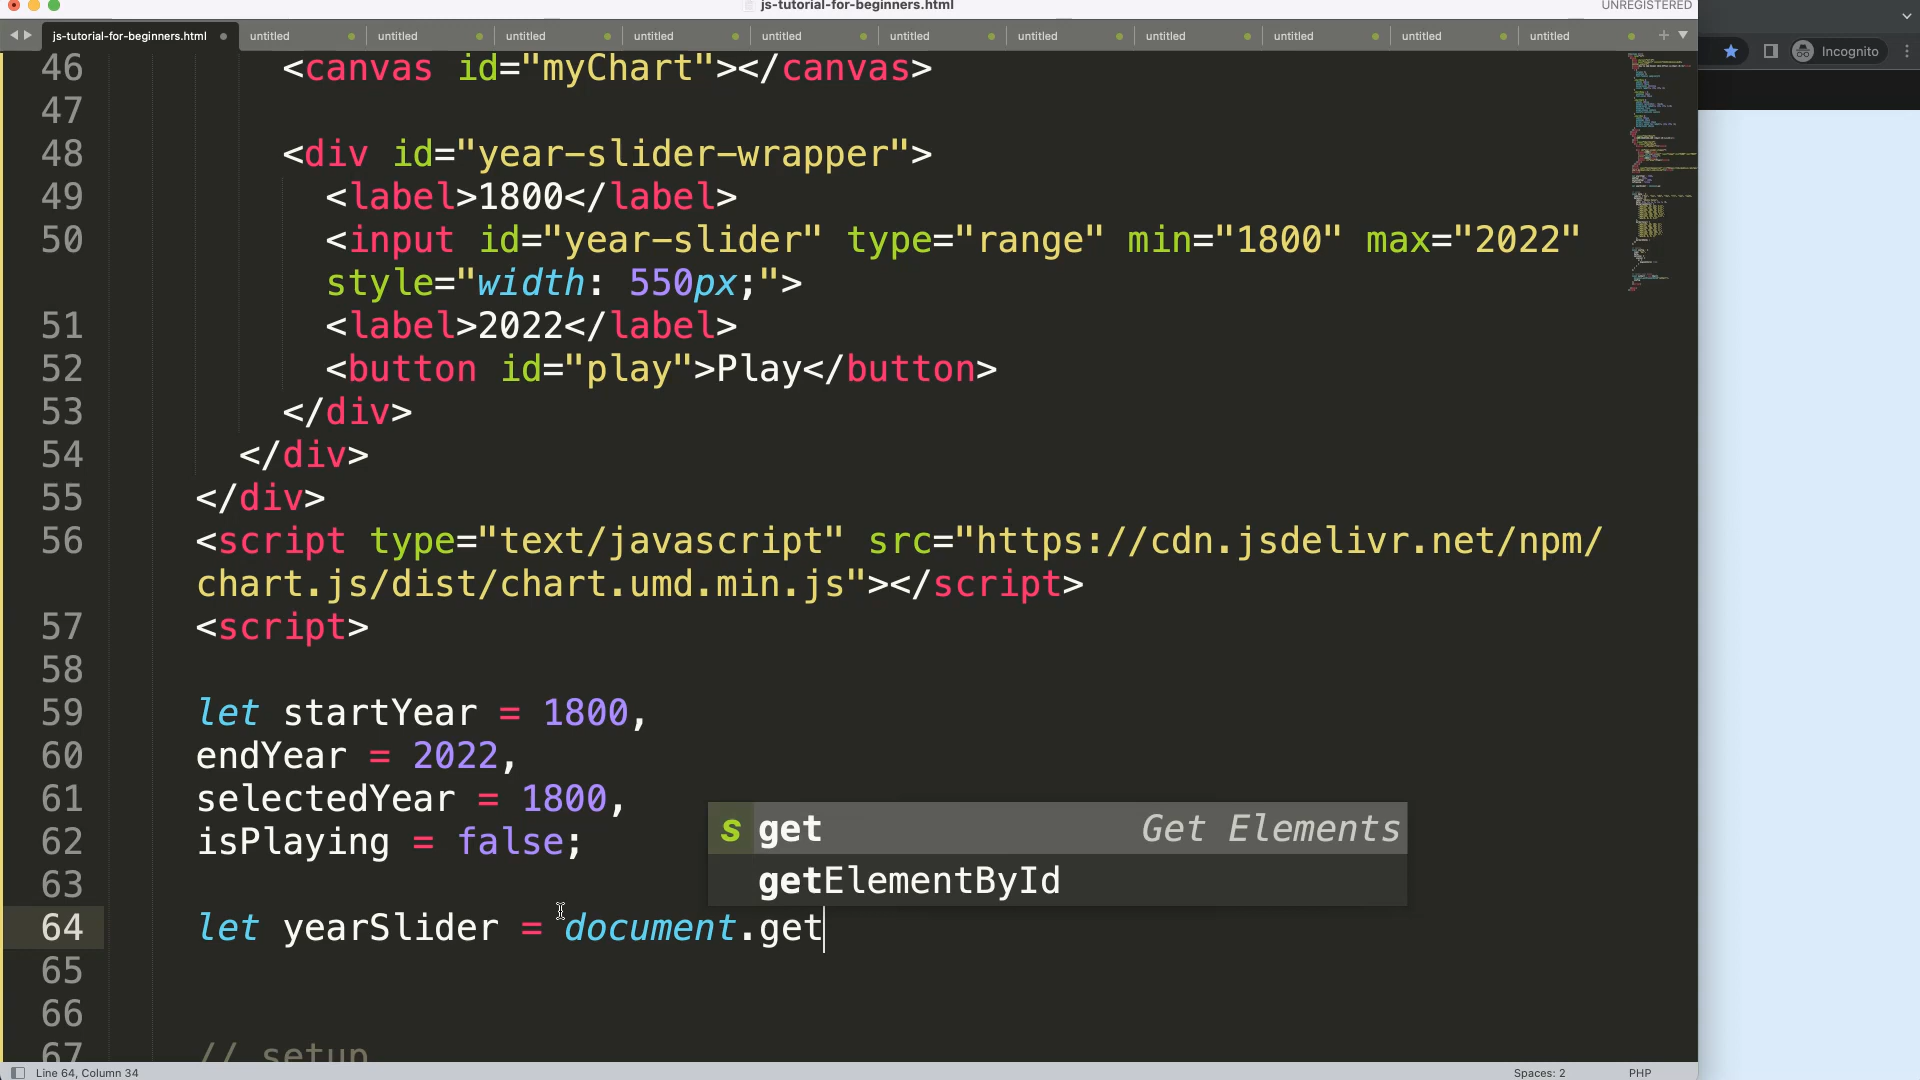 js-tutorial-for-beginners.html
UNREGISTERED
js-tutorial-for-beginners.html untitled untitled untitled untitled untitled untitled untitled untitled untitled untitled untitled
Incognito
46 <canvas id="myChart"></canvas>
47
48 <div id="year-slider-wrapper">
49 <label>1800</label>
50 <input id="year-slider" type="range" min="1800" max="2022"
style="width: 550px;">
51 <label>2022</label>
52 <button id="play">Play</button>
53 </div>
54 </div>
55 </div>
56 <script type="text/javascript" src="https://cdn.jsdelivr.net/npm/
chart.js/dist/chart.umd.min.js"></script>
57 <script>
58
59 let startYear = 1800,
60 endYear = 2022,
61 selectedYear = 1800,
62 isPlaying = false;
s get Get Elements
getElementById
63
64 let yearSlider = document.get
65
66
67 // setup
Line 64, Column 34
Spaces: 2
PHP